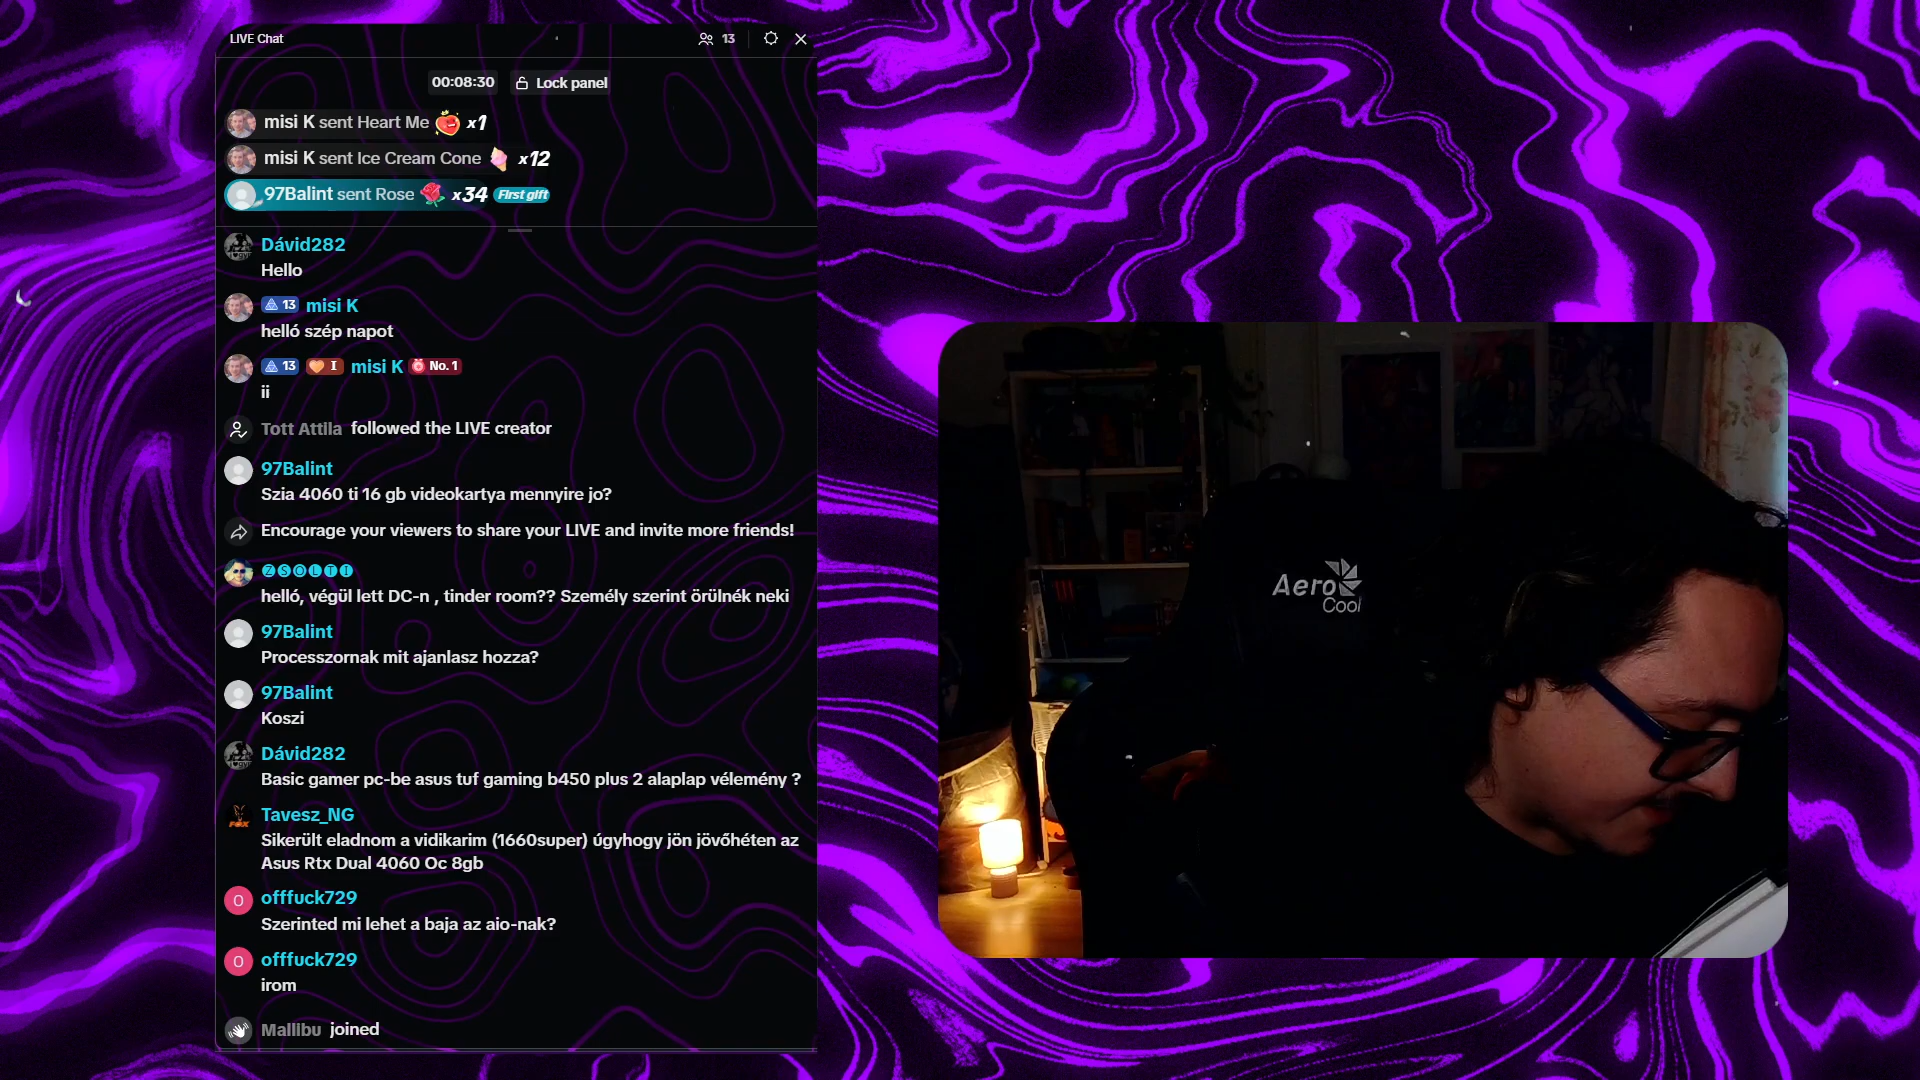 LIVE Chat
13
00:08:30
Lock panel
misi K sent Heart Me x1
misi K sent Ice Cream Cone x12
97Balint sent Rose x34 First gift
Dávid282
Hello
13 misi K
helló szép napot
13 I misi K No. 1
ii
Tott Attila followed the LIVE creator
97Balint
Szia 4060 ti 16 gb videokartya mennyire jo?
Encourage your viewers to share your LIVE and invite more friends!
🅩🅢🅞🅛🅣🅘
helló, végül lett DC-n , tinder room?? Személy szerint örülnék neki
97Balint
Processzornak mit ajanlasz hozza?
97Balint
Koszi
Dávid282
Basic gamer pc-be asus tuf gaming b450 plus 2 alaplap vélemény ?
Tavesz_NG
Sikerült eladnom a vidikarim (1660super) úgyhogy jön jövőhéten az
Asus Rtx Dual 4060 Oc 8gb
O
offfuck729
Szerinted mi lehet a baja az aio-nak?
O
offfuck729
irom
Mallibu joined
Aero
Cool